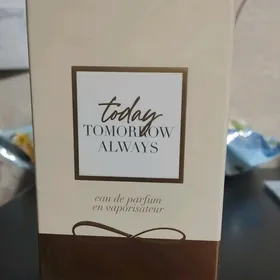 today
TOMORROW
ALWAYS
eau de parfum
en vaporisateur